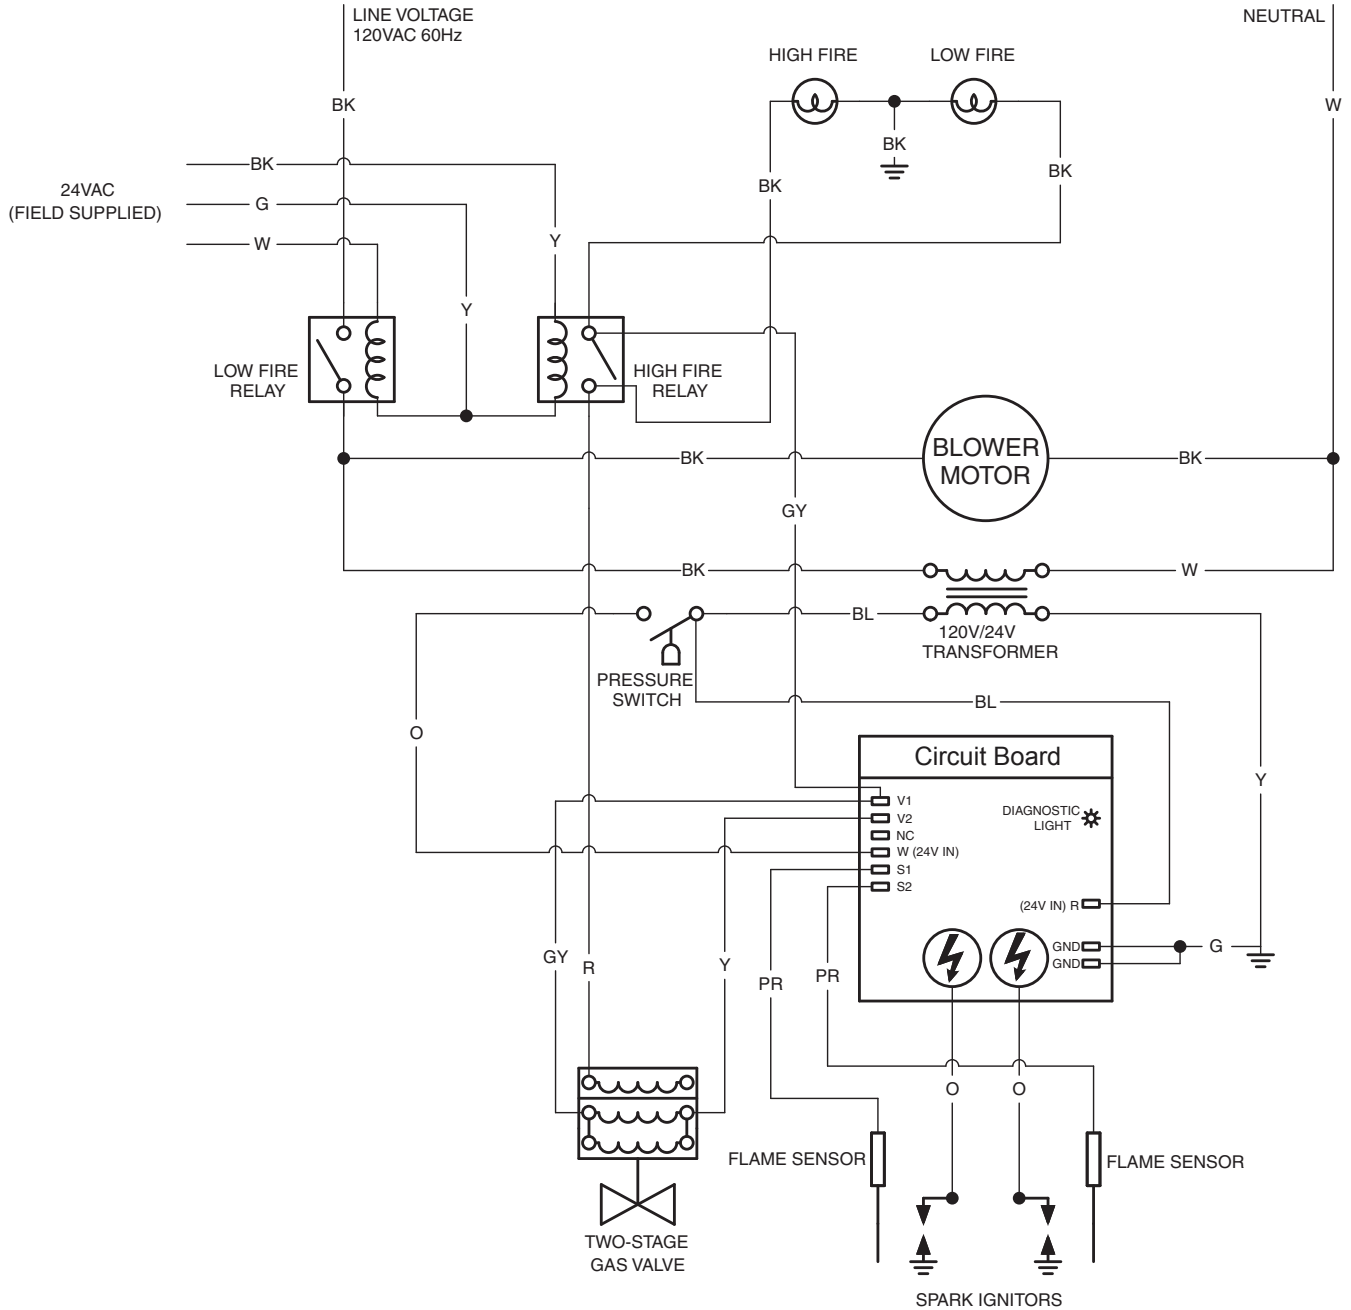 LINE VOLTAGE
120VAC 60Hz
NEUTRAL
HIGH FIRE
LOW FIRE
BK
W
BK
BK
24VAC
(FIELD SUPPLIED)
BK
BK
G
W
Y
Y
LOW FIRE
RELAY
HIGH FIRE
RELAY
BLOWER
MOTOR
BK
BK
GY
BK
W
BL
120V/24V
TRANSFORMER
PRESSURE
SWITCH
BL
O
Circuit Board
Y
V1
V2
NC
W (24V IN)
S1
S2
DIAGNOSTIC
LIGHT
(24V IN) R
GND
GND
G
GY
R
Y
PR
PR
O
O
FLAME SENSOR
FLAME SENSOR
TWO-STAGE
GAS VALVE
SPARK IGNITORS